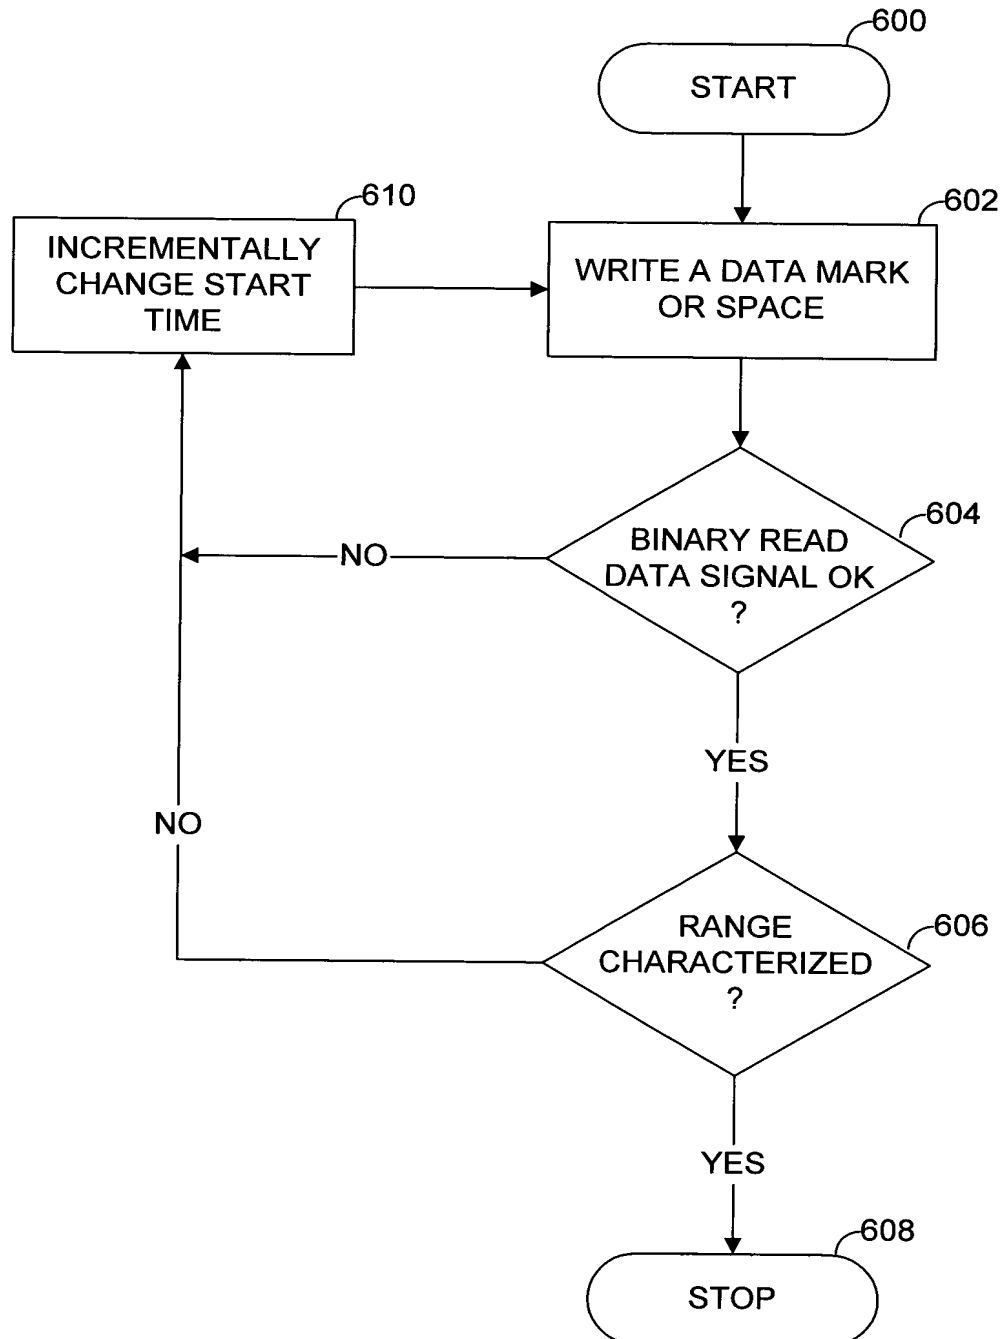 600
START
610
INCREMENTALLY
CHANGE START
TIME
602
WRITE A DATA MARK
OR SPACE
604
BINARY READ
DATA SIGNAL OK
?
NO
YES
NO
606
RANGE
CHARACTERIZED
?
YES
608
STOP